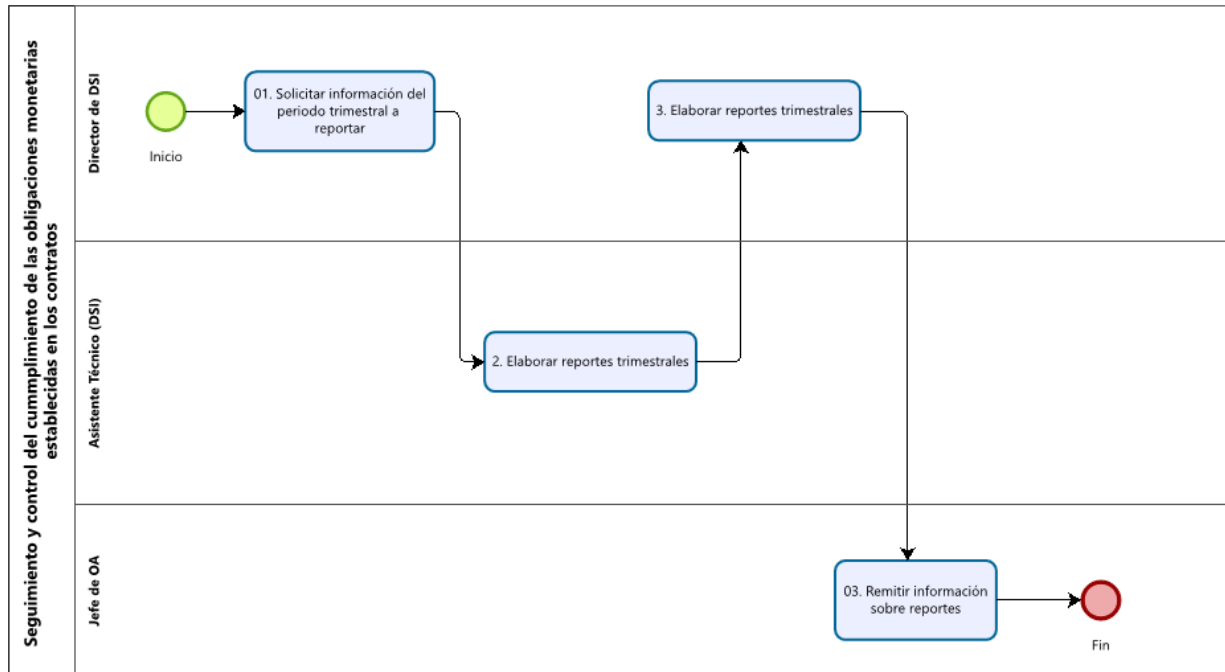 Seguimiento y control del cummplimiento de las obligaciones monetarias
establecidas en los contratos
Director de DSI
Inicio
01. Solicitar información del
periodo trimestral a
reportar
3. Elaborar reportes trimestrales
Asistente Técnico (DSI)
2. Elaborar reportes trimestrales
Jefe de OA
03. Remitir información
sobre reportes
Fin